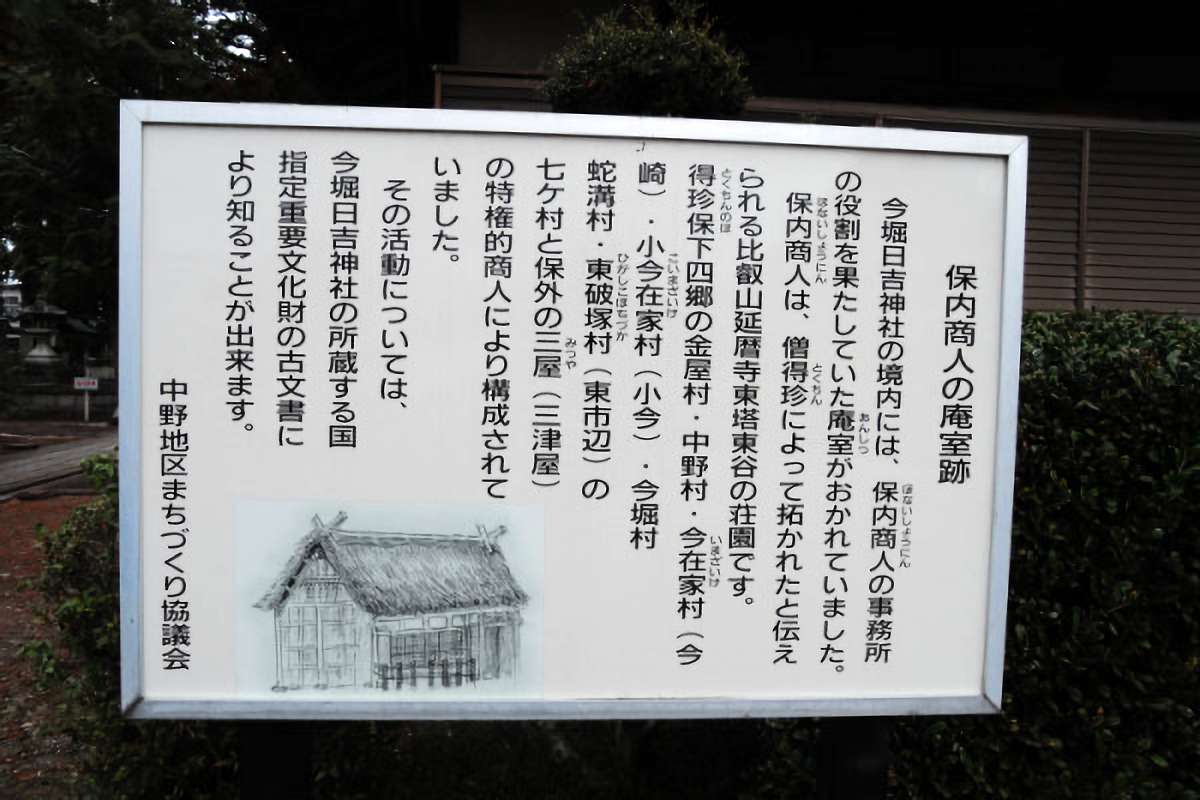 保内商人の庵室跡
今堀日吉神社の境内には、保内商人の事務所
の役割を果たしていた庵室がおかれていました。
保内商人は、僧得珍によって拓かれたと伝え
られる比叡山延暦寺東塔東谷の荘園です。
得珍保下四郷の金屋村・中野村・今在家村（今
崎）・小今在家村（小今）・今堀村
蛇溝村・東破塚村（東市辺）の
七ケ村と保外の三屋（三津屋）
の特権的商人により構成されて
いました。
その活動については、
今堀日吉神社の所蔵する国
指定重要文化財の古文書に
より知ることが出来ます。
中野地区まちづくり協議会